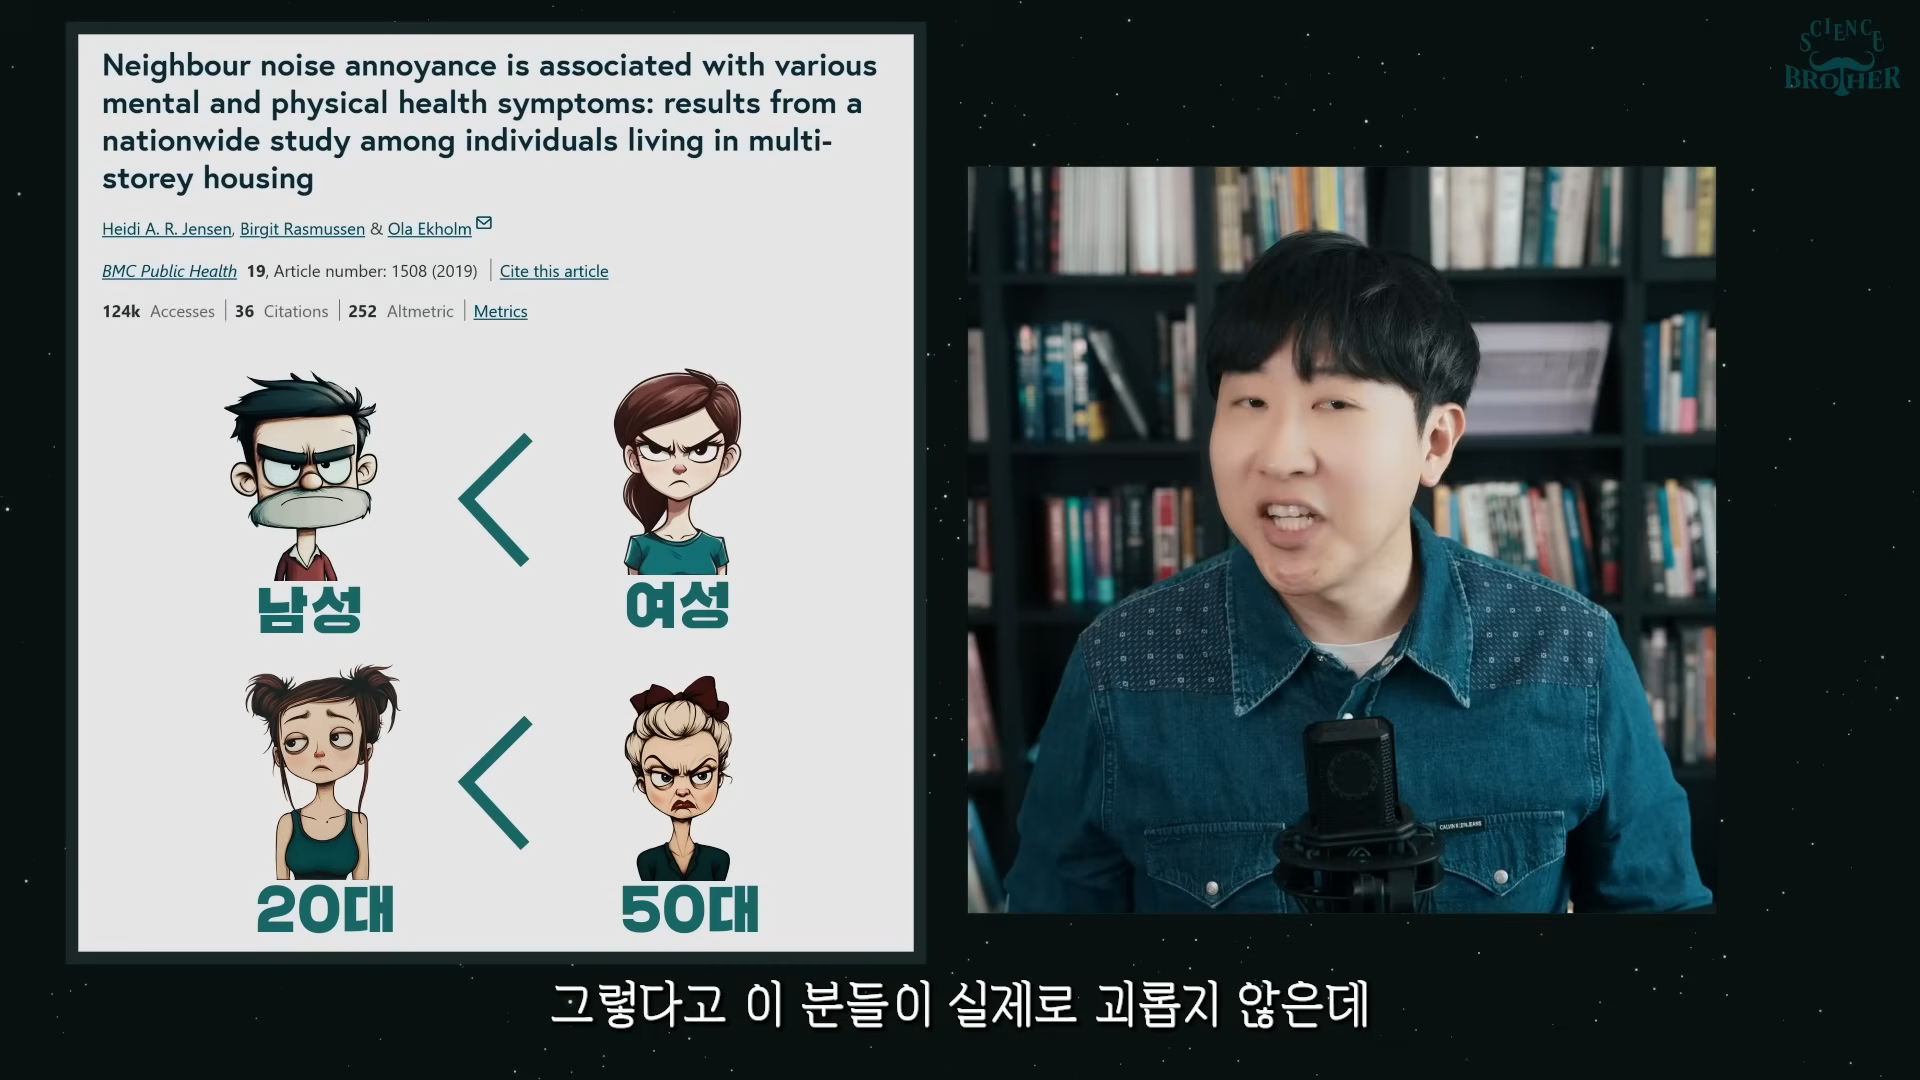 Neighbour noise annoyance is associated with various
mental and physical health symptoms: results from a
nationwide study among individuals living in multi-
storey housing
Heidi A. R. Jensen, Birgit Rasmussen & Ola Ekholm
BMC Public Health 19, Article number: 1508 (2019) | Cite this article
124k Accesses | 36 Citations | 252 Altmetric | Metrics
남성 < 여성
20대 < 50대
SCIENCE
BROTHER
CALVIN KLEIN JEANS
그렇다고 이 분들이 실제로 괴롭지 않은데